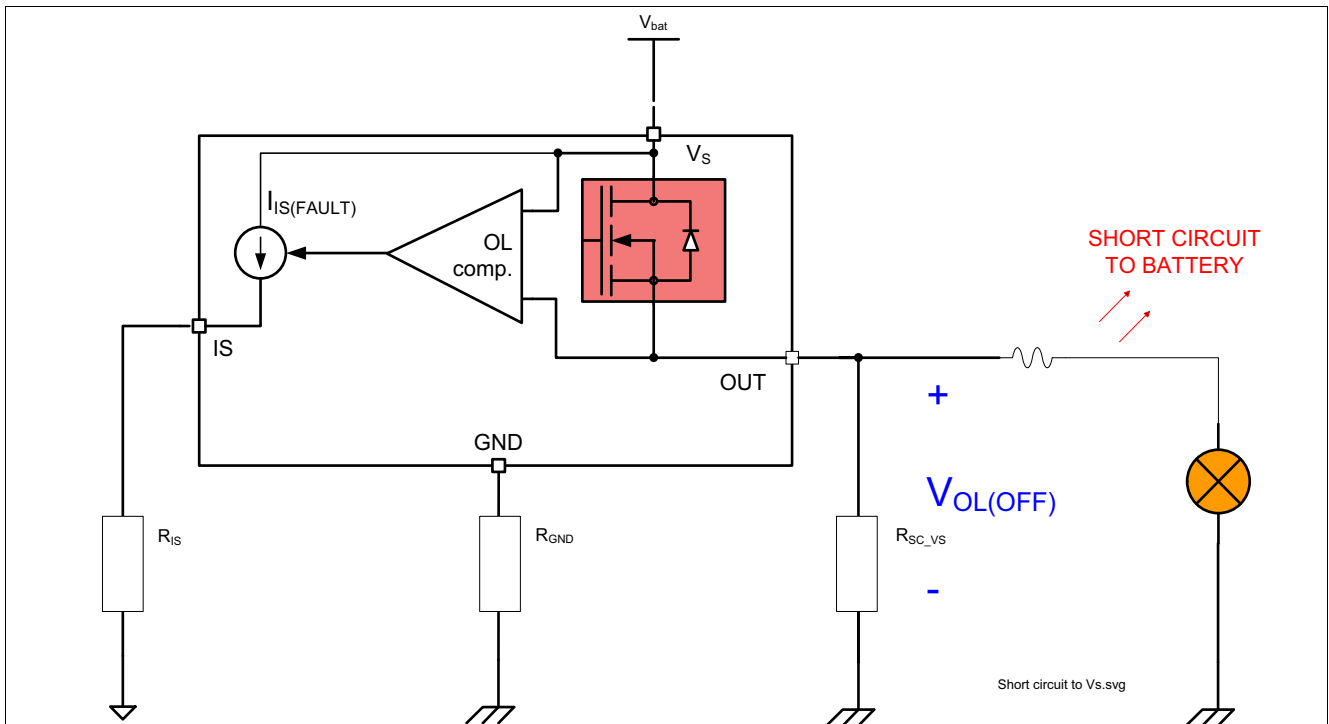 Vbat
VS
IIS(FAULT)
OL
comp.
SHORT CIRCUIT
TO BATTERY
IS
OUT
+
GND
VOL(OFF)
RIS
RGND
RSC_VS
-
Short circuit to Vs.svg